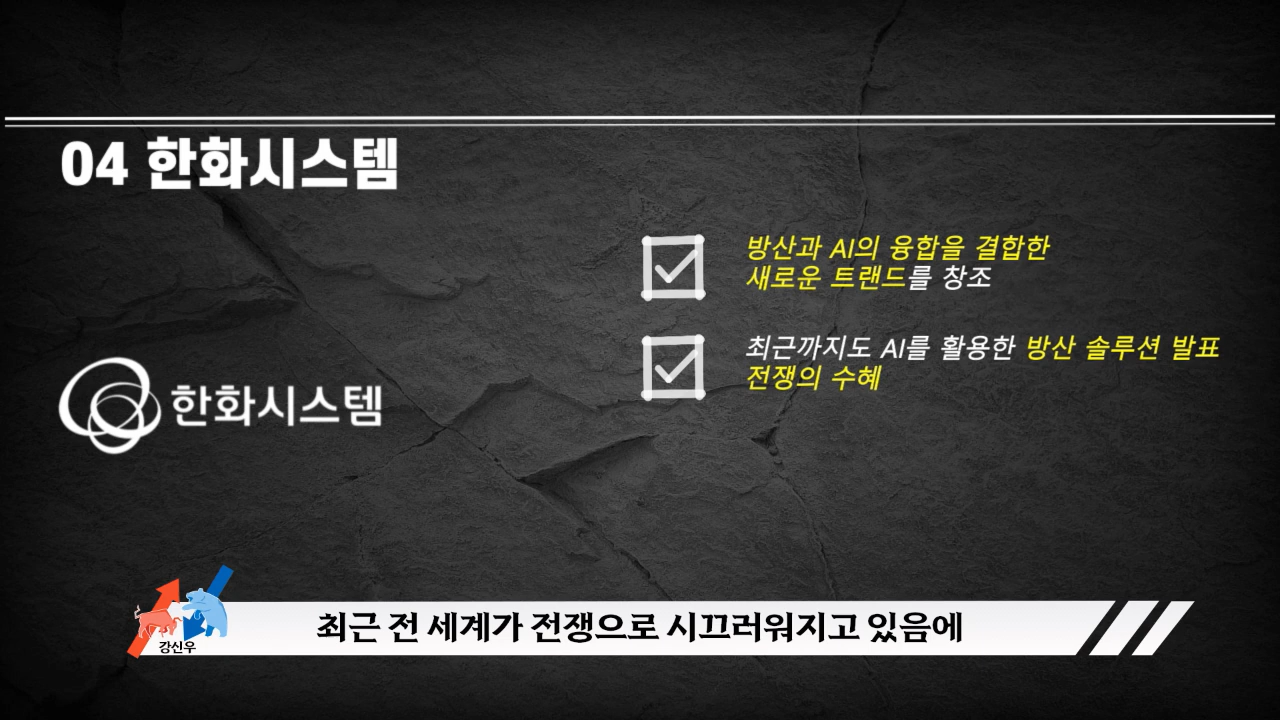 04 한화시스템
방산과 AI의 융합을 결합한
새로운 트랜드를 창조
최근까지도 AI를 활용한 방산 솔루션 발표
전쟁의 수혜
한화시스템
강신우
최근 전 세계가 전쟁으로 시끄러워지고 있음에